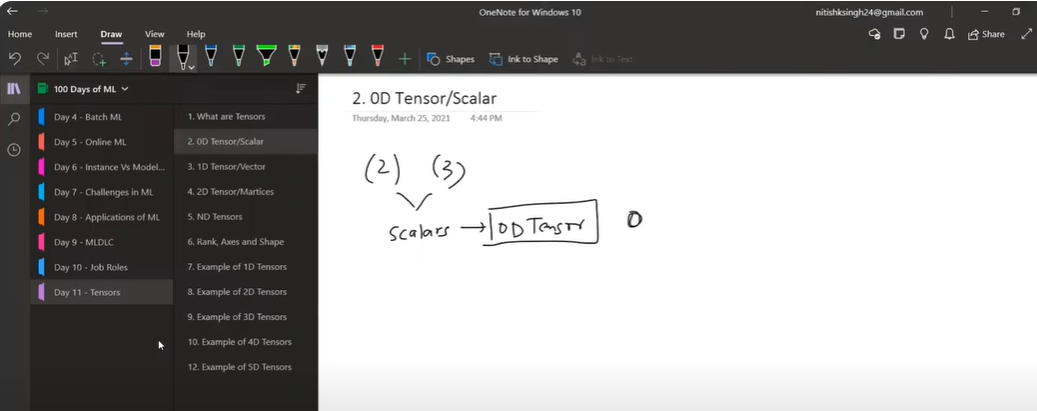 OneNote for Windows 10
nitishksingh24@gmail.com
Home Insert Draw View Help
Shapes Ink to Shape Ink to Text
Share
100 Days of ML
Day 4 - Batch ML
Day 5 - Online ML
Day 6 - Instance Vs Model...
Day 7 - Challenges in ML
Day 8 - Applications of ML
Day 9 - MLDLC
Day 10 - Job Roles
Day 11 - Tensors
1. What are Tensors
2. 0D Tensor/Scalar
3. 1D Tensor/Vector
4. 2D Tensor/Martices
5. ND Tensors
6. Rank, Axes and Shape
7. Example of 1D Tensors
8. Example of 2D Tensors
9. Example of 3D Tensors
10. Example of 4D Tensors
12. Example of 5D Tensors
2. 0D Tensor/Scalar
Thursday, March 25, 2021 4:44 PM
(2) (3)
scalars → 0D Tensor 0